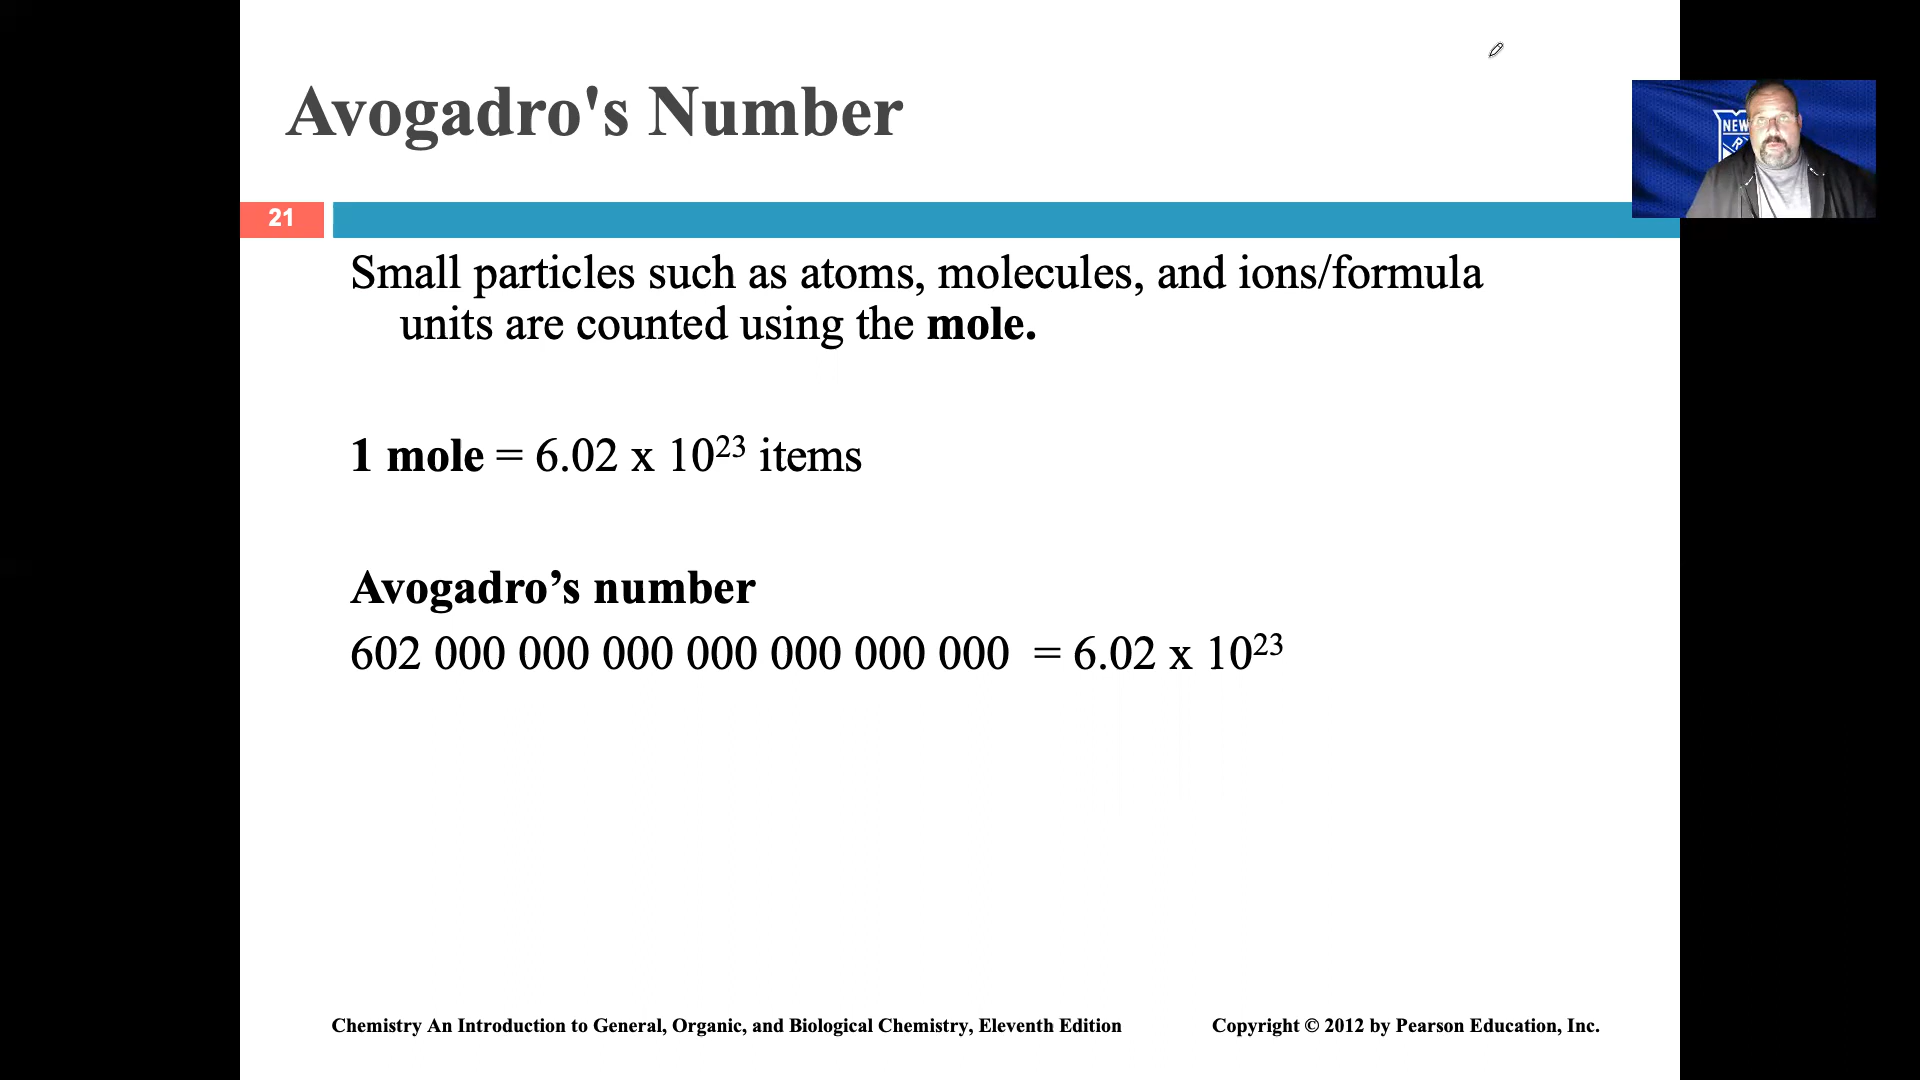 Avogadro's Number
NEW
R
21
Small particles such as atoms, molecules, and ions/formula
units are counted using the mole.
1 mole = 6.02 x 10²³ items
Avogadro’s number
602 000 000 000 000 000 000 000 = 6.02 x 10²³
Chemistry An Introduction to General, Organic, and Biological Chemistry, Eleventh Edition
Copyright © 2012 by Pearson Education, Inc.